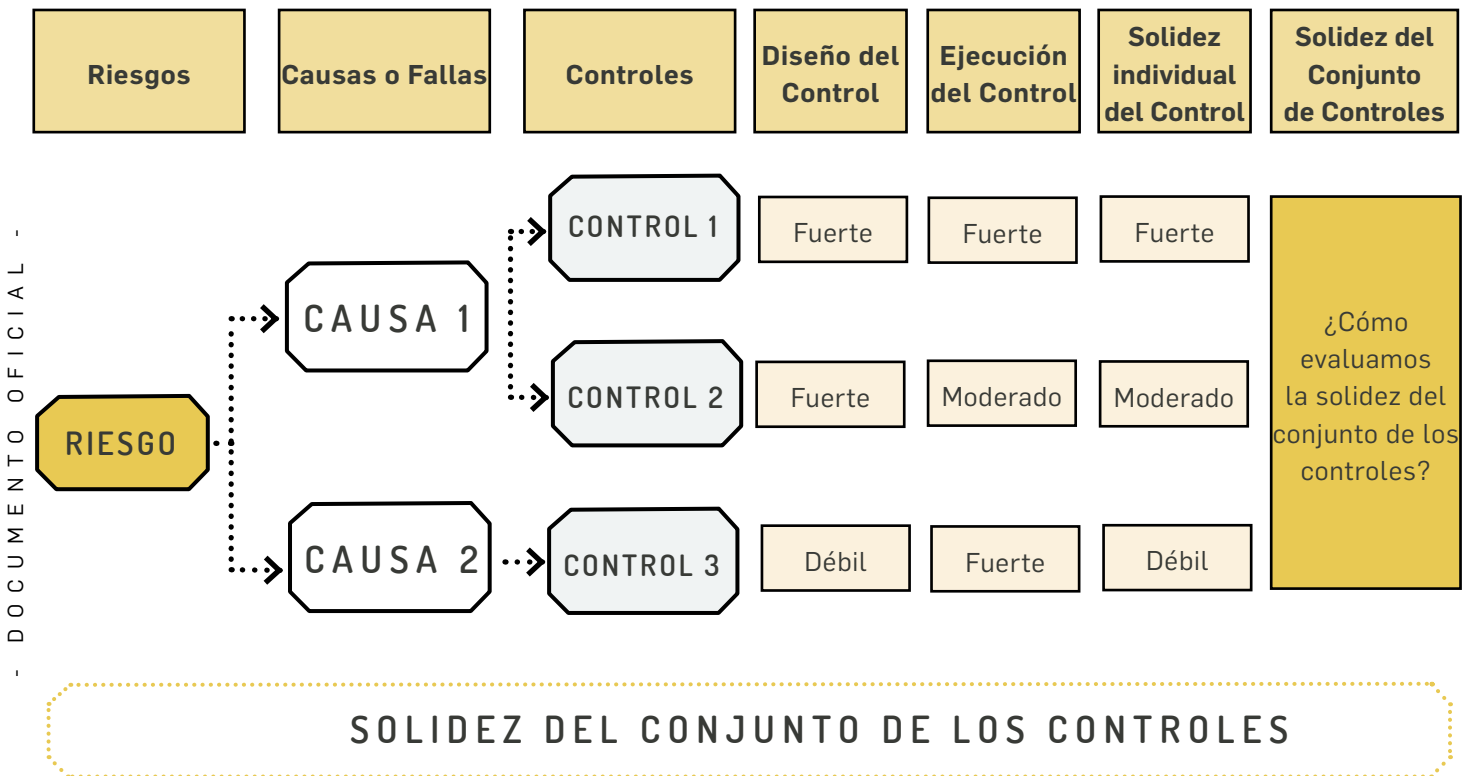 Riesgos
Causas o Fallas
Controles
Diseño del
Control
Ejecución
del Control
Solidez
individual
del Control
Solidez del
Conjunto
de Controles
- DOCUMENTO OFICIAL -
RIESGO
CAUSA 1
CONTROL 1
Fuerte
Fuerte
Fuerte
CONTROL 2
Fuerte
Moderado
Moderado
CAUSA 2
CONTROL 3
Débil
Fuerte
Débil
¿Cómo
evaluamos
la solidez del
conjunto de los
controles?
SOLIDEZ DEL CONJUNTO DE LOS CONTROLES